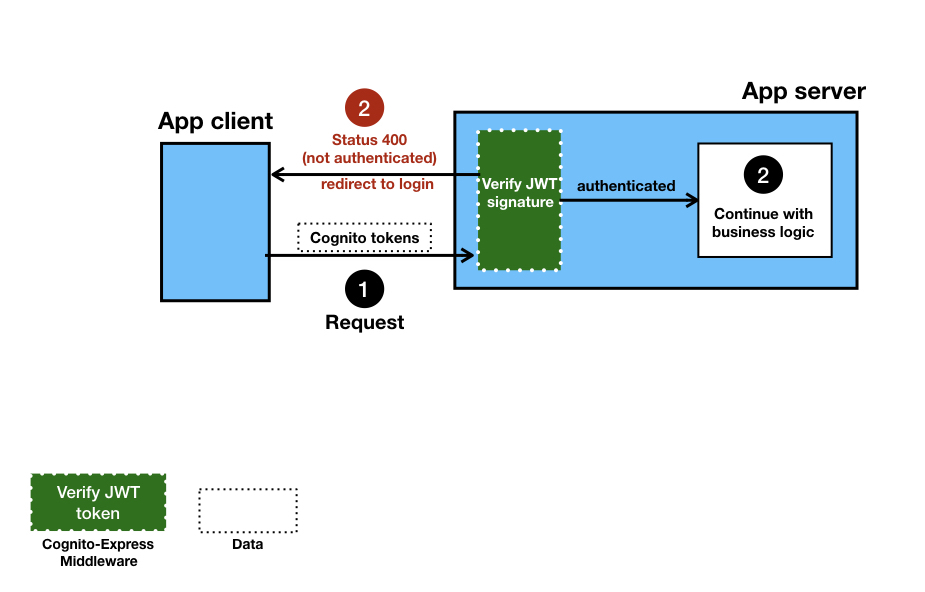 App server
App client
2
Status 400
(not authenticated)
redirect to login
Verify JWT
signature
authenticated
2
Continue with
business logic
Cognito tokens
1
Request
Verify JWT
token
Cognito-Express
Middleware
Data